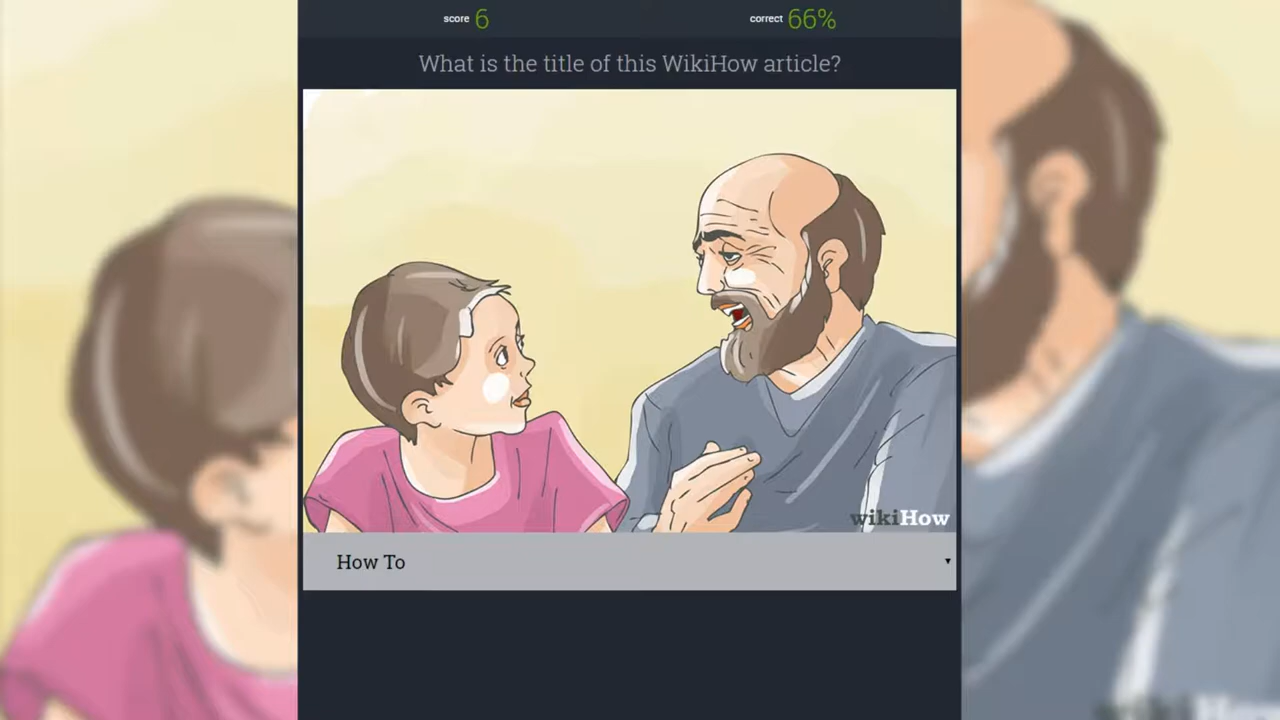 score 6 correct 66%
What is the title of this WikiHow article?
wikiHow
How To